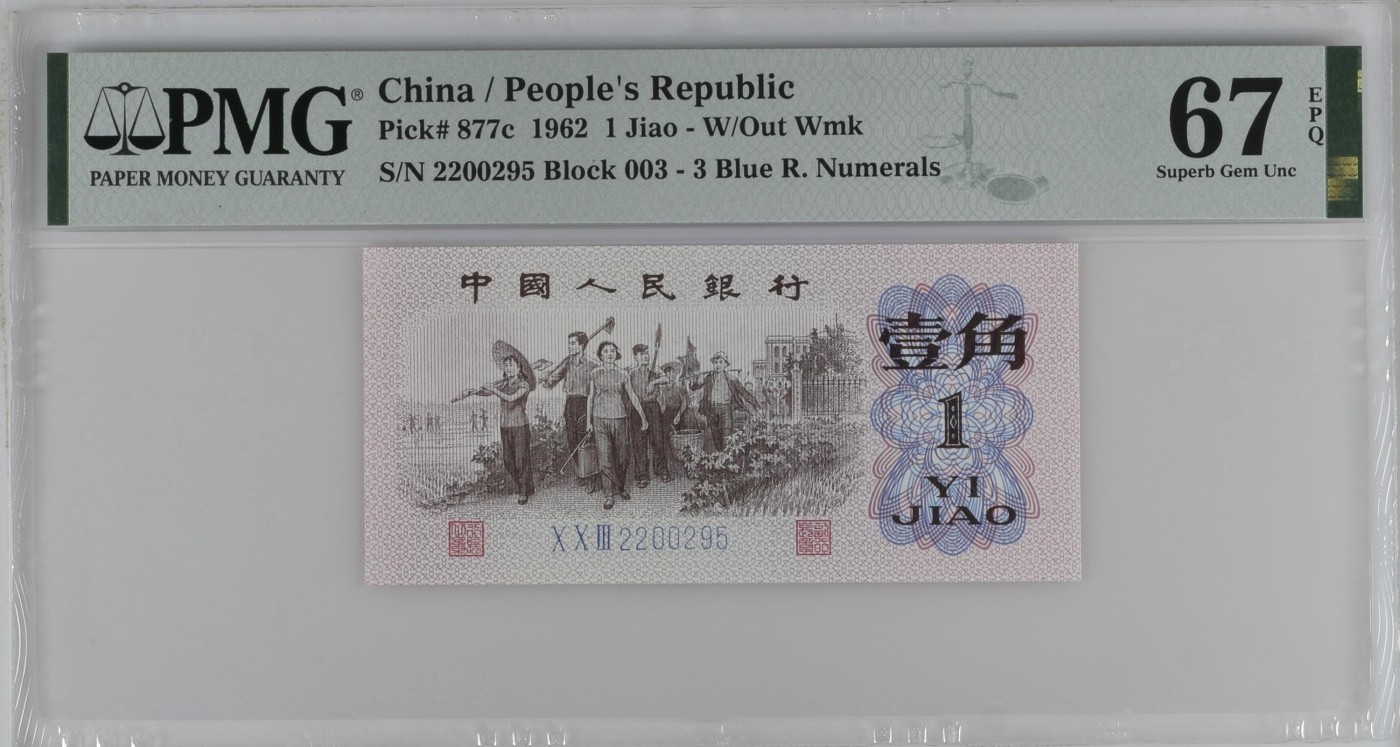 PMG®
PAPER MONEY GUARANTY
China / People's Republic
Pick# 877c 1962 1 Jiao - W/Out Wmk
S/N 2200295 Block 003 - 3 Blue R. Numerals
67
EPQ
Superb Gem Unc
中國人民銀行
壹角
1
YI
JIAO
XXIII 2200295